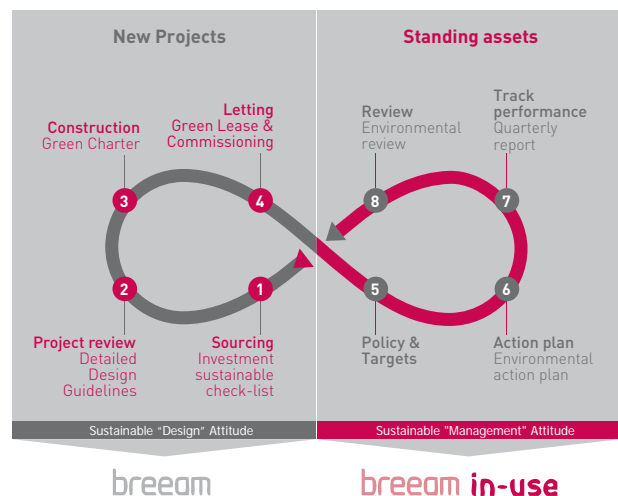 New Projects
Construction
Green Charter
Letting
Green Lease &
Commissioning
3
4
2
1
Project review
Detailed
Design
Guidelines
Sourcing
Investment
sustainable
check-list
Sustainable "Design" Attitude
breeam
Standing assets
Review
Environmental
review
Track
performance
Quarterly
report
8
7
5
6
Policy &
Targets
Action plan
Environmental
action plan
Sustainable "Management" Attitude
breeam in-use